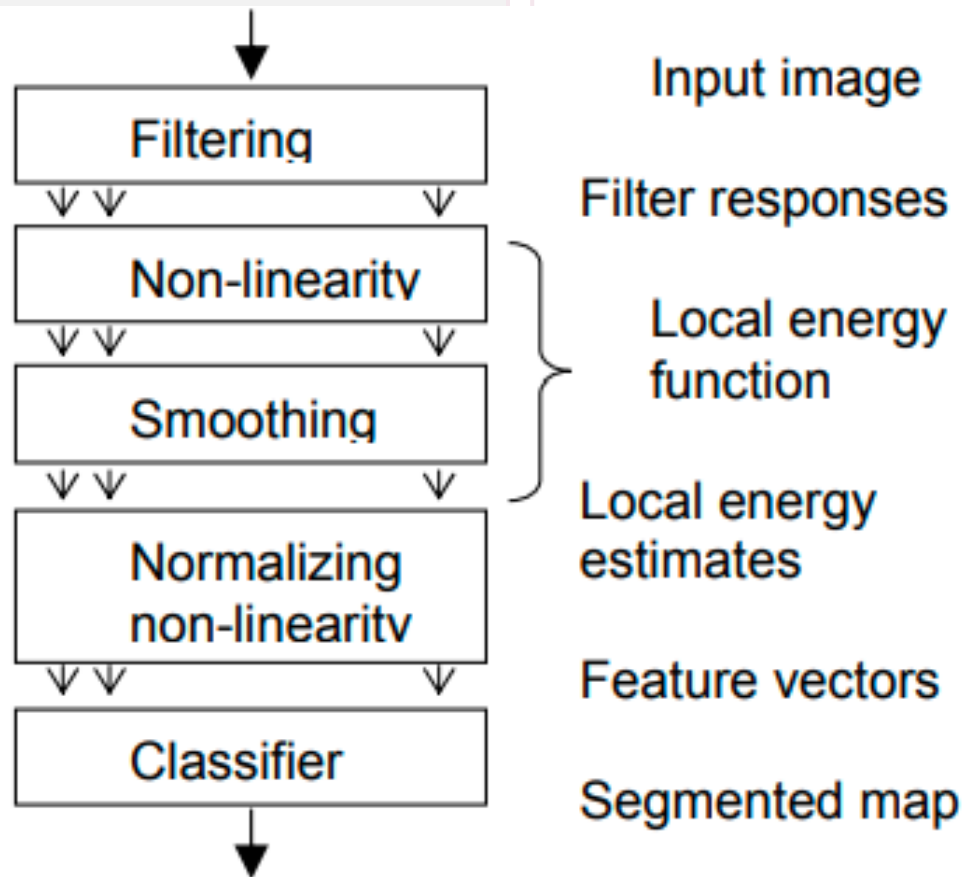 Input image
Filtering
Filter responses
Non-linearity
Local energy
function
Smoothing
Local energy
estimates
Normalizing
non-linearity
Feature vectors
Classifier
Segmented map